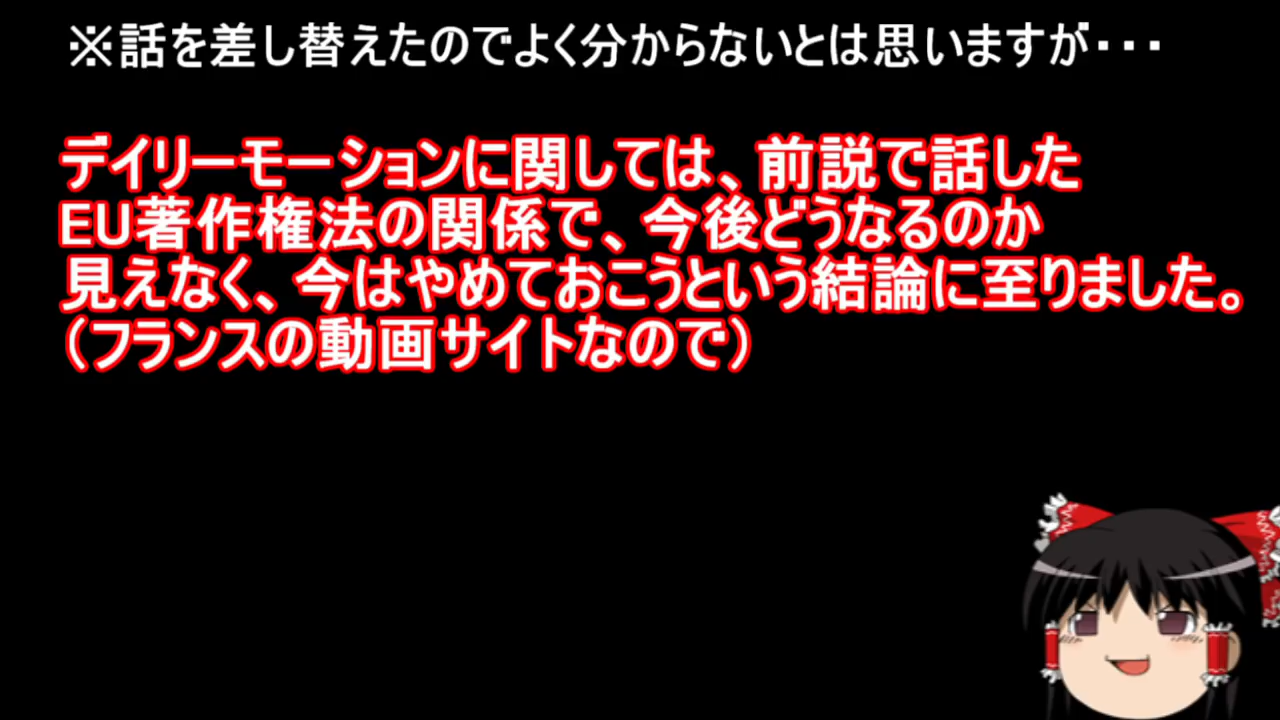 ※話を差し替えたのでよく分からないとは思いますが・・・
デイリーモーションに関しては、前説で話した
EU著作権法の関係で、今後どうなるのか
見えなく、今はやめておこうという結論に至りました。
（フランスの動画サイトなので）